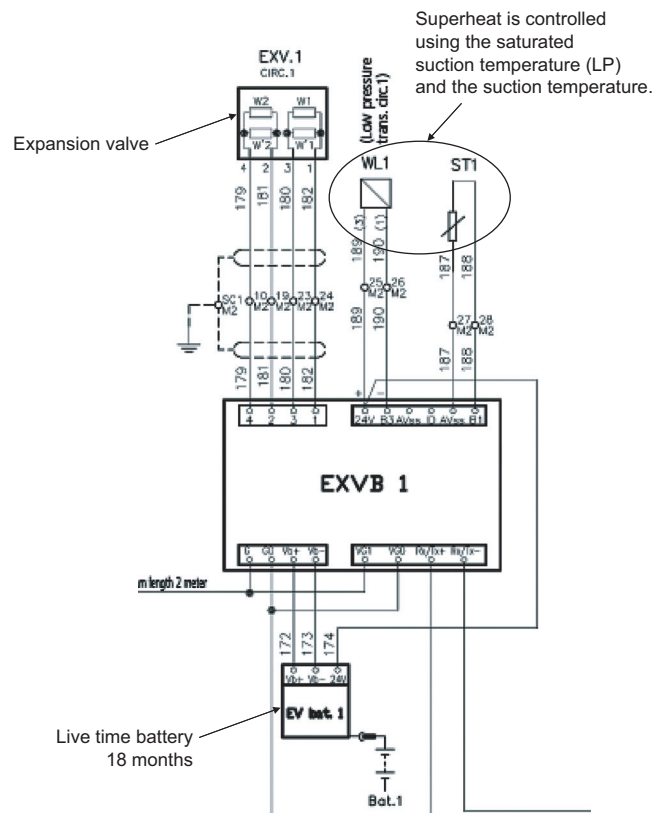 Superheat is controlled
using the saturated
suction temperature (LP)
and the suction temperature.
EXV.1
CIRC.1
(Low pressure
trans. circ.1)
W2 W1
Expansion valve
W'2 W'1
WL1 ST1
4 2 3 1
179 181 180 182
189 (3) 190 (1)
187 188
SC1 10 19 23 24
M2 M2 M2 M2 M2
25 26
M2 M2
27 28
M2 M2
179 181 180 182
189 190
187 188
+ -
4 2 3 1
24V B3 AVss ID AVss B1
EXVB 1
G G0 Vb+ Vb- VG1 VG0 Rx/Tx+ Rx/Tx-
m length 2 meter
172 173 174
Vb+ Vb- 24V
EV bat. 1
Live time battery
18 months
Bat.1